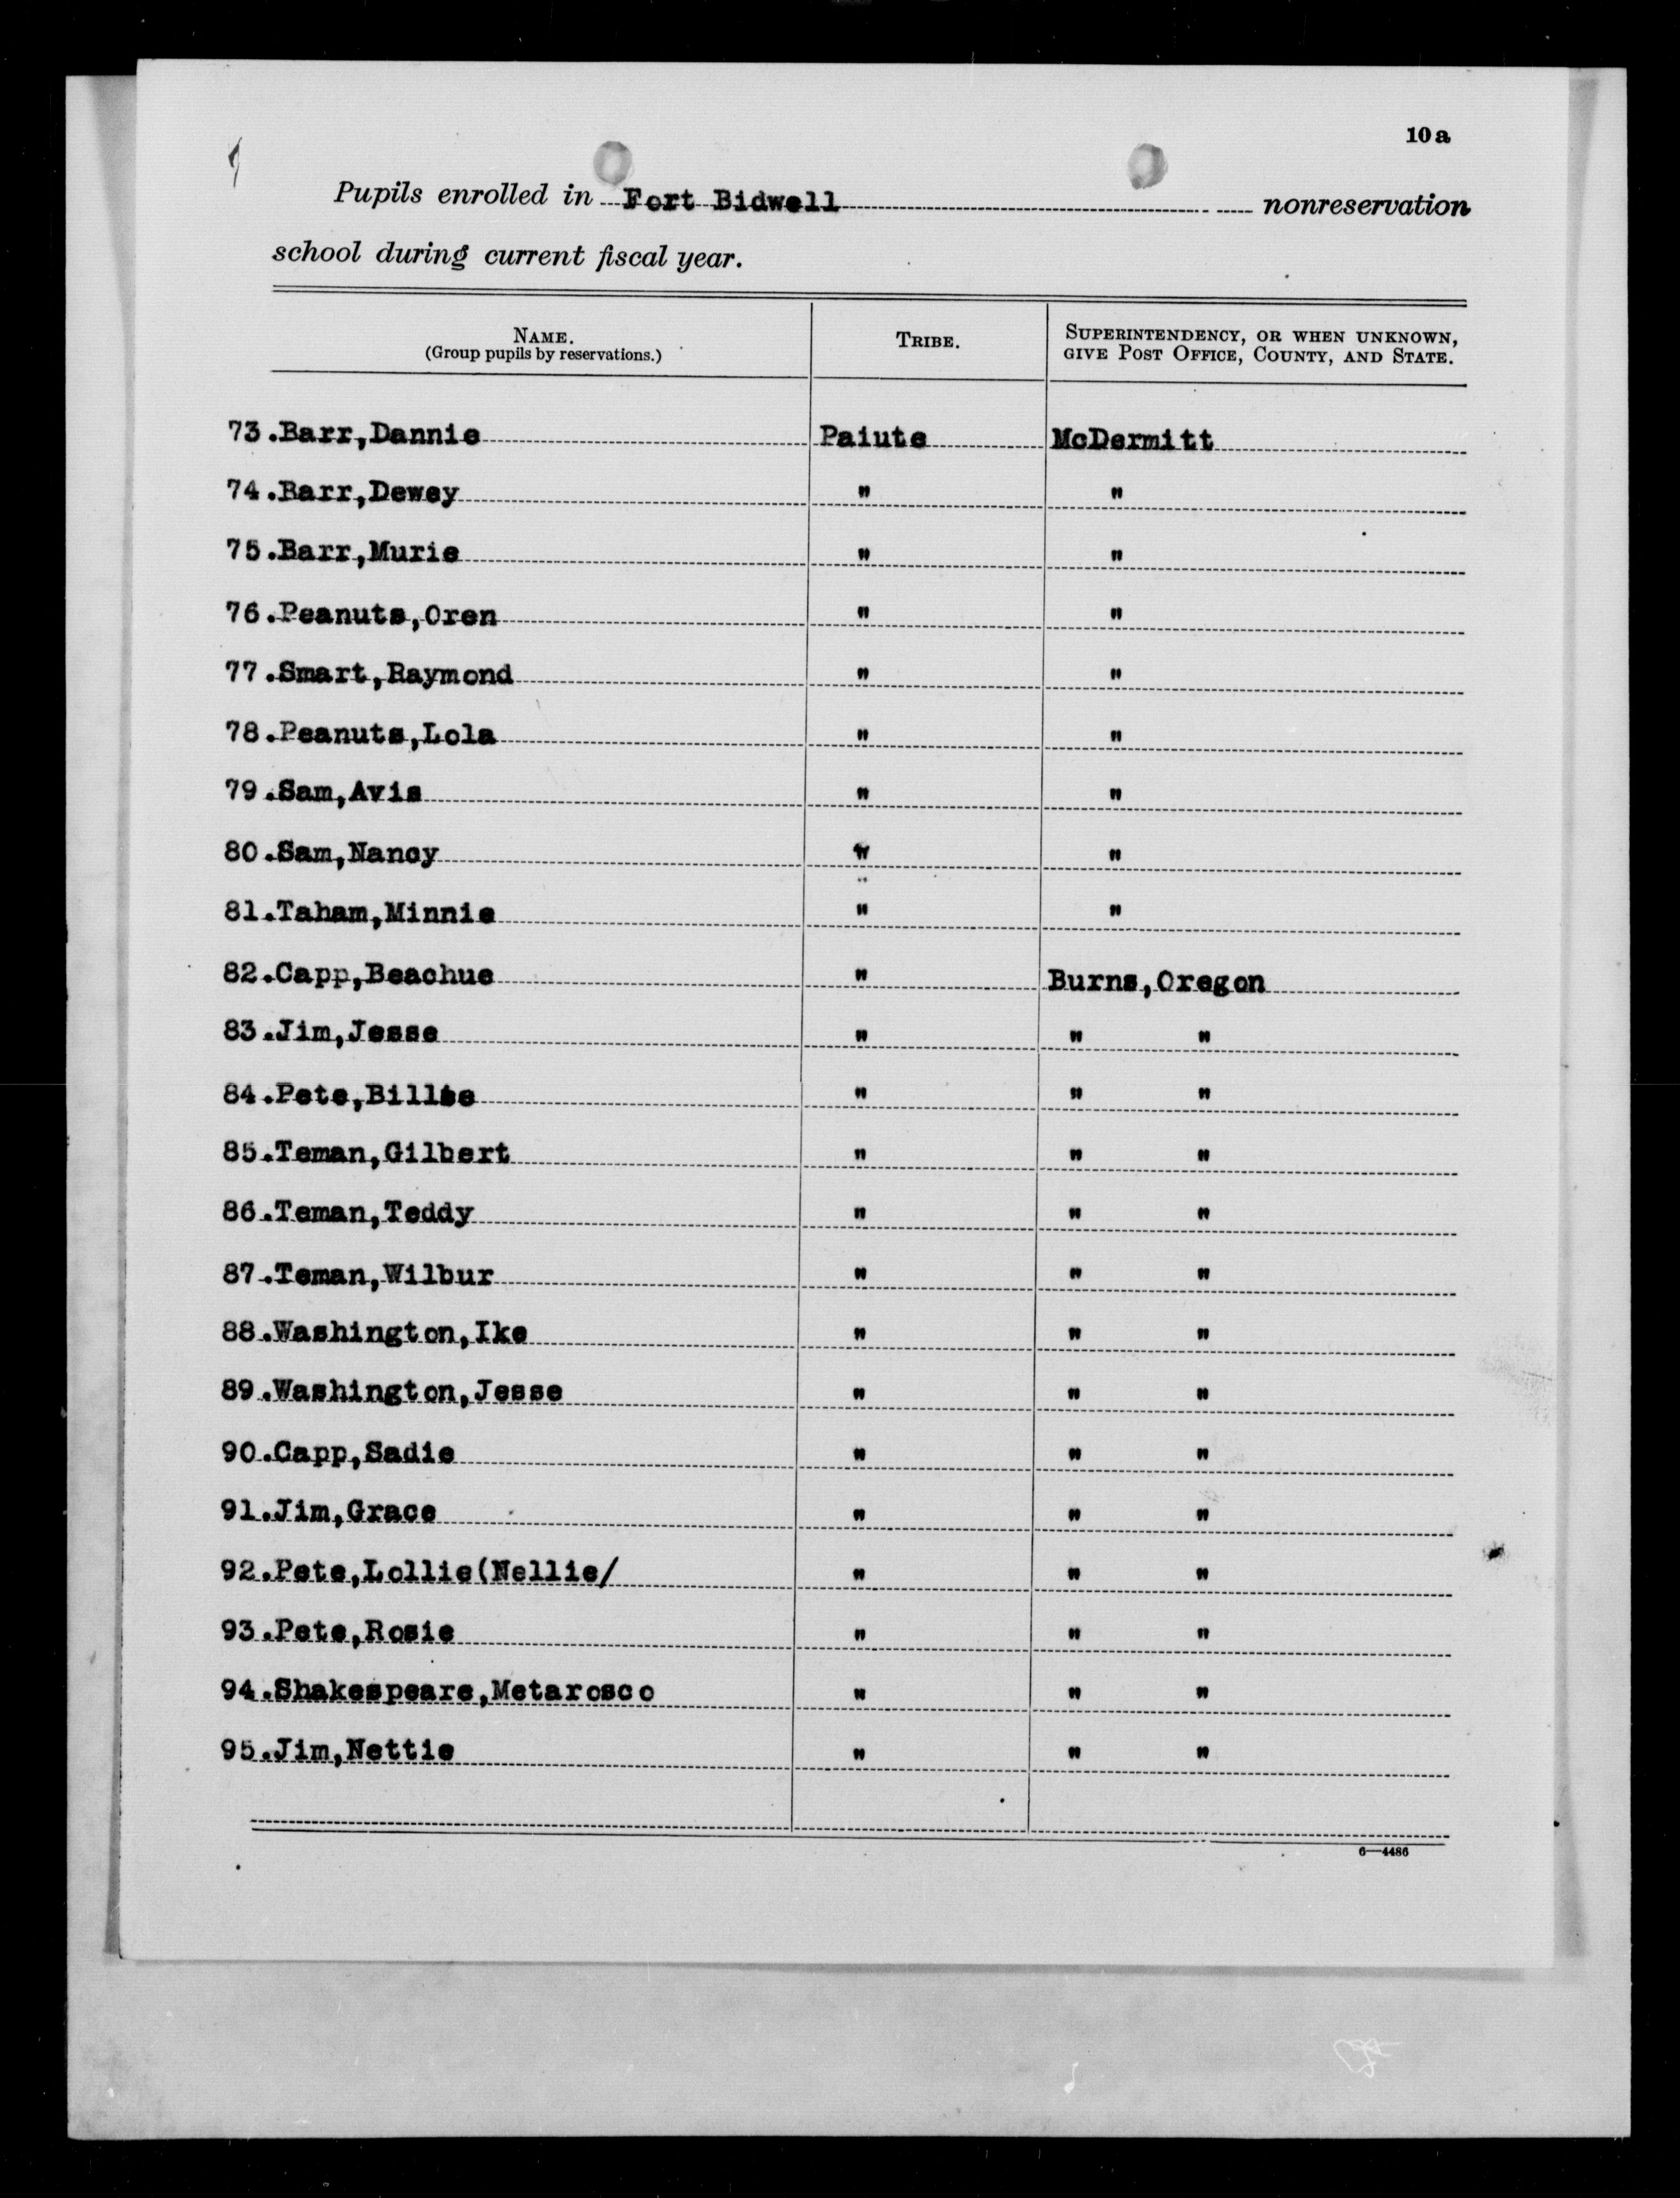 10a
Pupils enrolled in Fort Bidwell nonreservation
school during current fiscal year.
NAME. TRIBE. SUPERINTENDENCY, OR WHEN UNKNOWN,
(Group pupils by reservations.) GIVE POST OFFICE, COUNTY, AND STATE.
73.Barr,Dannie Paiute McDermitt
74.Barr,Dewey " "
75.Barr,Murie " "
76.Peanuts,Oren " "
77.Smart,Raymond " "
78.Peanuts,Lola " "
79.Sam,Avis " "
80.Sam,Nancy " "
81.Taham,Minnie " "
82.Capp,Beachue " Burns,Oregon
83.Jim,Jesse " " "
84.Pete,Billie " " "
85.Teman,Gilbert " " "
86.Teman,Teddy " " "
87.Teman,Wilbur " " "
88.Washington,Ike " " "
89.Washington,Jesse " " "
90.Capp,Sadie " " "
91.Jim,Grace " " "
92.Pete,Lollie(Nellie/ " " "
93.Pete,Rosie " " "
94.Shakespeare,Metarosco " " "
95.Jim,Nettie " " "
6—4486